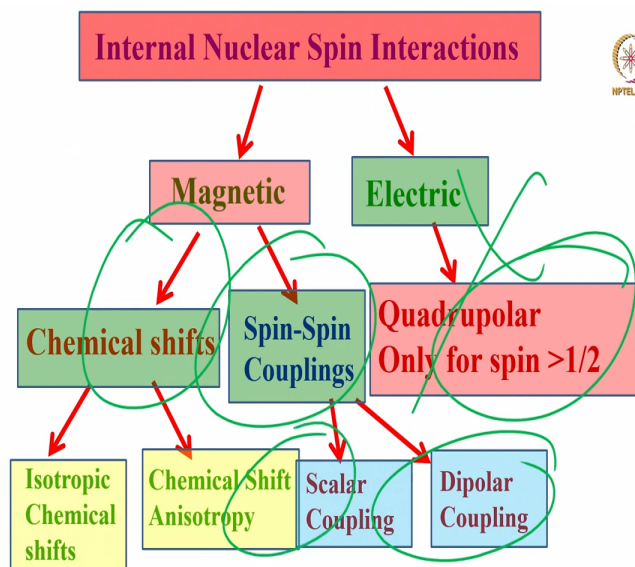 Internal Nuclear Spin Interactions
NPTEL
Magnetic
Electric
Chemical shifts
Spin-Spin
Couplings
Quadrupolar
Only for spin >1/2
Isotropic
Chemical
shifts
Chemical Shift
Anisotropy
Scalar
Coupling
Dipolar
Coupling